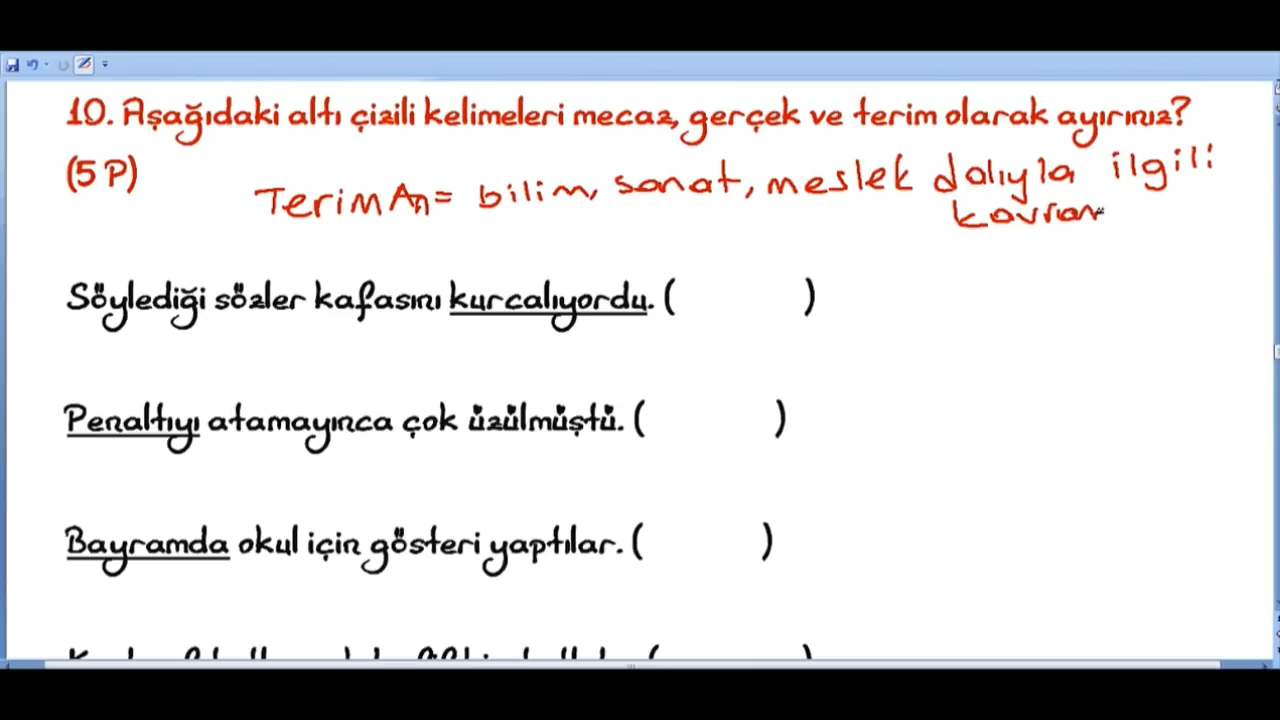 10. Aşağıdaki altı çizili kelimeleri mecaz, gerçek ve terim olarak ayırınız?
(5 P)
Terim An = bilim, sanat, meslek dalıyla ilgili
kavram
Söylediği sözler kafasını kurcalıyordu. ( )
Penaltıyı atamayınca çok üzülmüştü. ( )
Bayramda okul için gösteri yaptılar. ( )